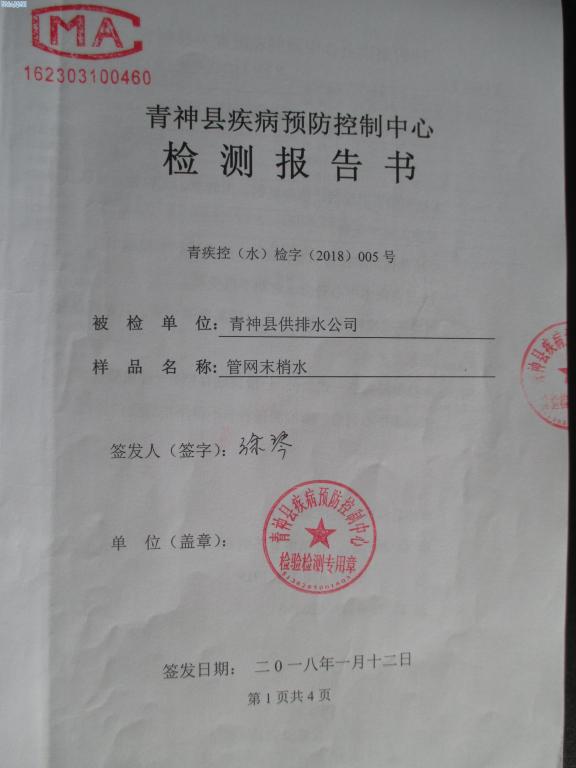 MA
162303100460
青神县疾病预防控制中心
检测报告书
青疾控（水）检字（2018）005号
被检单位：青神县供排水公司
样品名称：管网末梢水
签发人（签字）：徐琴
单位（盖章）：
青神县疾病预防控制中心
检验检测专用章
签发日期：二0一八年一月十二日
第1页共4页